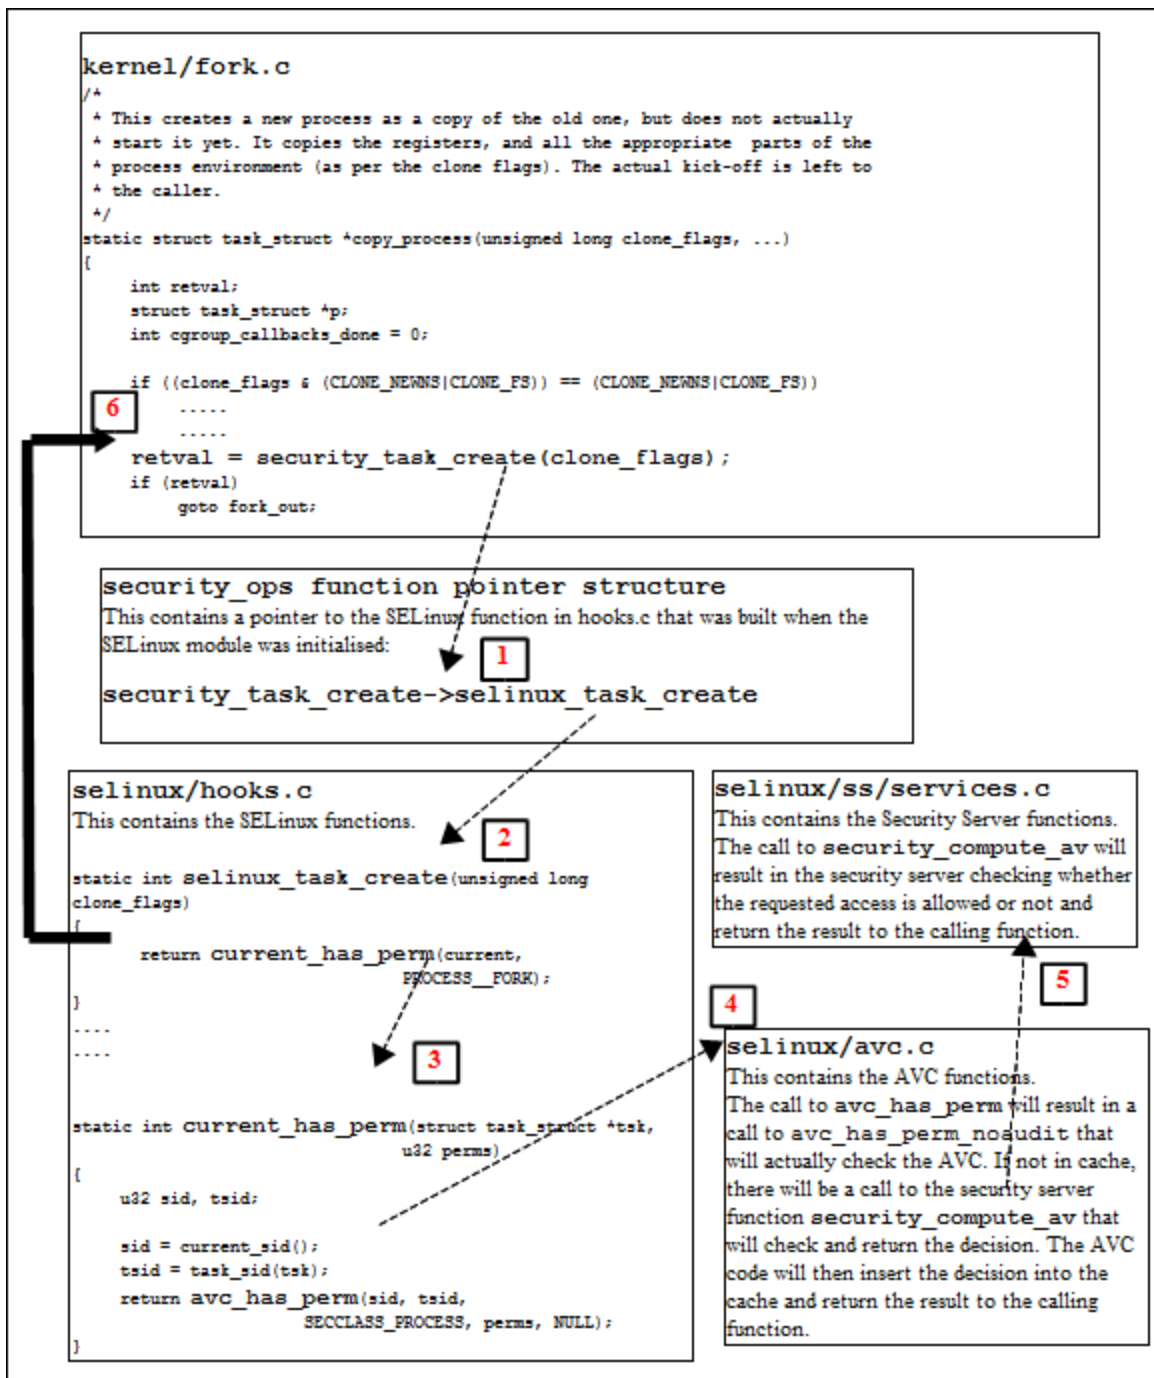 kernel/fork.c
/*
* This creates a new process as a copy of the old one, but does not actually
* start it yet. It copies the registers, and all the appropriate parts of the
* process environment (as per the clone flags). The actual kick-off is left to
* the caller.
*/
static struct task_struct *copy_process(unsigned long clone_flags, ...)
{
int retval;
struct task_struct *p;
int cgroup_callbacks_done = 0;
if ((clone_flags & (CLONE_NEWNS|CLONE_FS)) == (CLONE_NEWNS|CLONE_FS))
6
.....
.....
retval = security_task_create(clone_flags);
if (retval)
goto fork_out;
security_ops function pointer structure
This contains a pointer to the SELinux function in hooks.c that was built when the
SELinux module was initialised:
1
security_task_create->selinux_task_create
selinux/hooks.c
This contains the SELinux functions.
2
static int selinux_task_create(unsigned long
clone_flags)
{
return current_has_perm(current,
PROCESS__FORK);
}
....
....
3
static int current_has_perm(struct task_struct *tsk,
u32 perms)
{
u32 sid, tsid;
sid = current_sid();
tsid = task_sid(tsk);
return avc_has_perm(sid, tsid,
SECCLASS_PROCESS, perms, NULL);
}
selinux/ss/services.c
This contains the Security Server functions.
The call to security_compute_av will
result in the security server checking whether
the requested access is allowed or not and
return the result to the calling function.
5
4
selinux/avc.c
This contains the AVC functions.
The call to avc_has_perm will result in a
call to avc_has_perm_noaudit that
will actually check the AVC. If not in cache,
there will be a call to the security server
function security_compute_av that
will check and return the decision. The AVC
code will then insert the decision into the
cache and return the result to the calling
function.